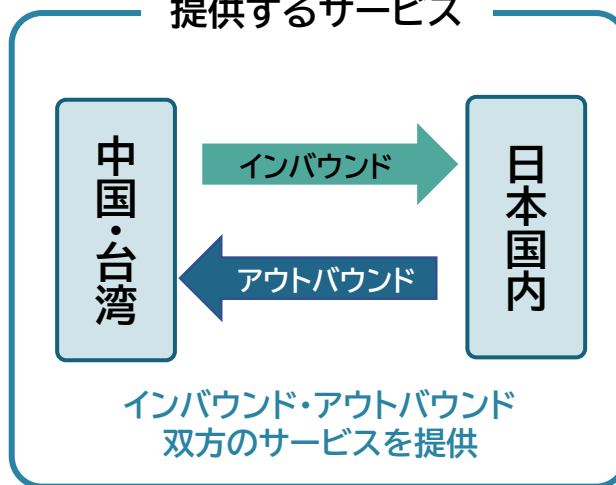 提供するサービス
中国・台湾
インバウンド
アウトバウンド
日本国内
インバウンド・アウトバウンド
双方のサービスを提供